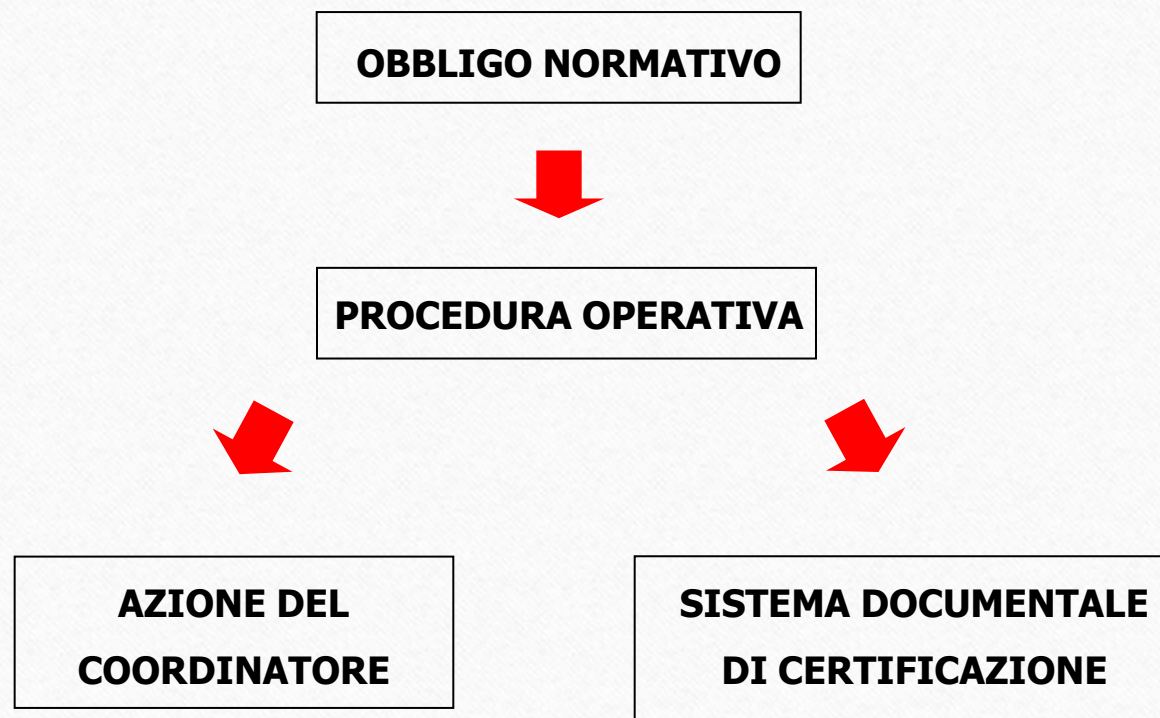 OBBLIGO NORMATIVO
PROCEDURA OPERATIVA
AZIONE DEL
COORDINATORE
SISTEMA DOCUMENTALE
DI CERTIFICAZIONE